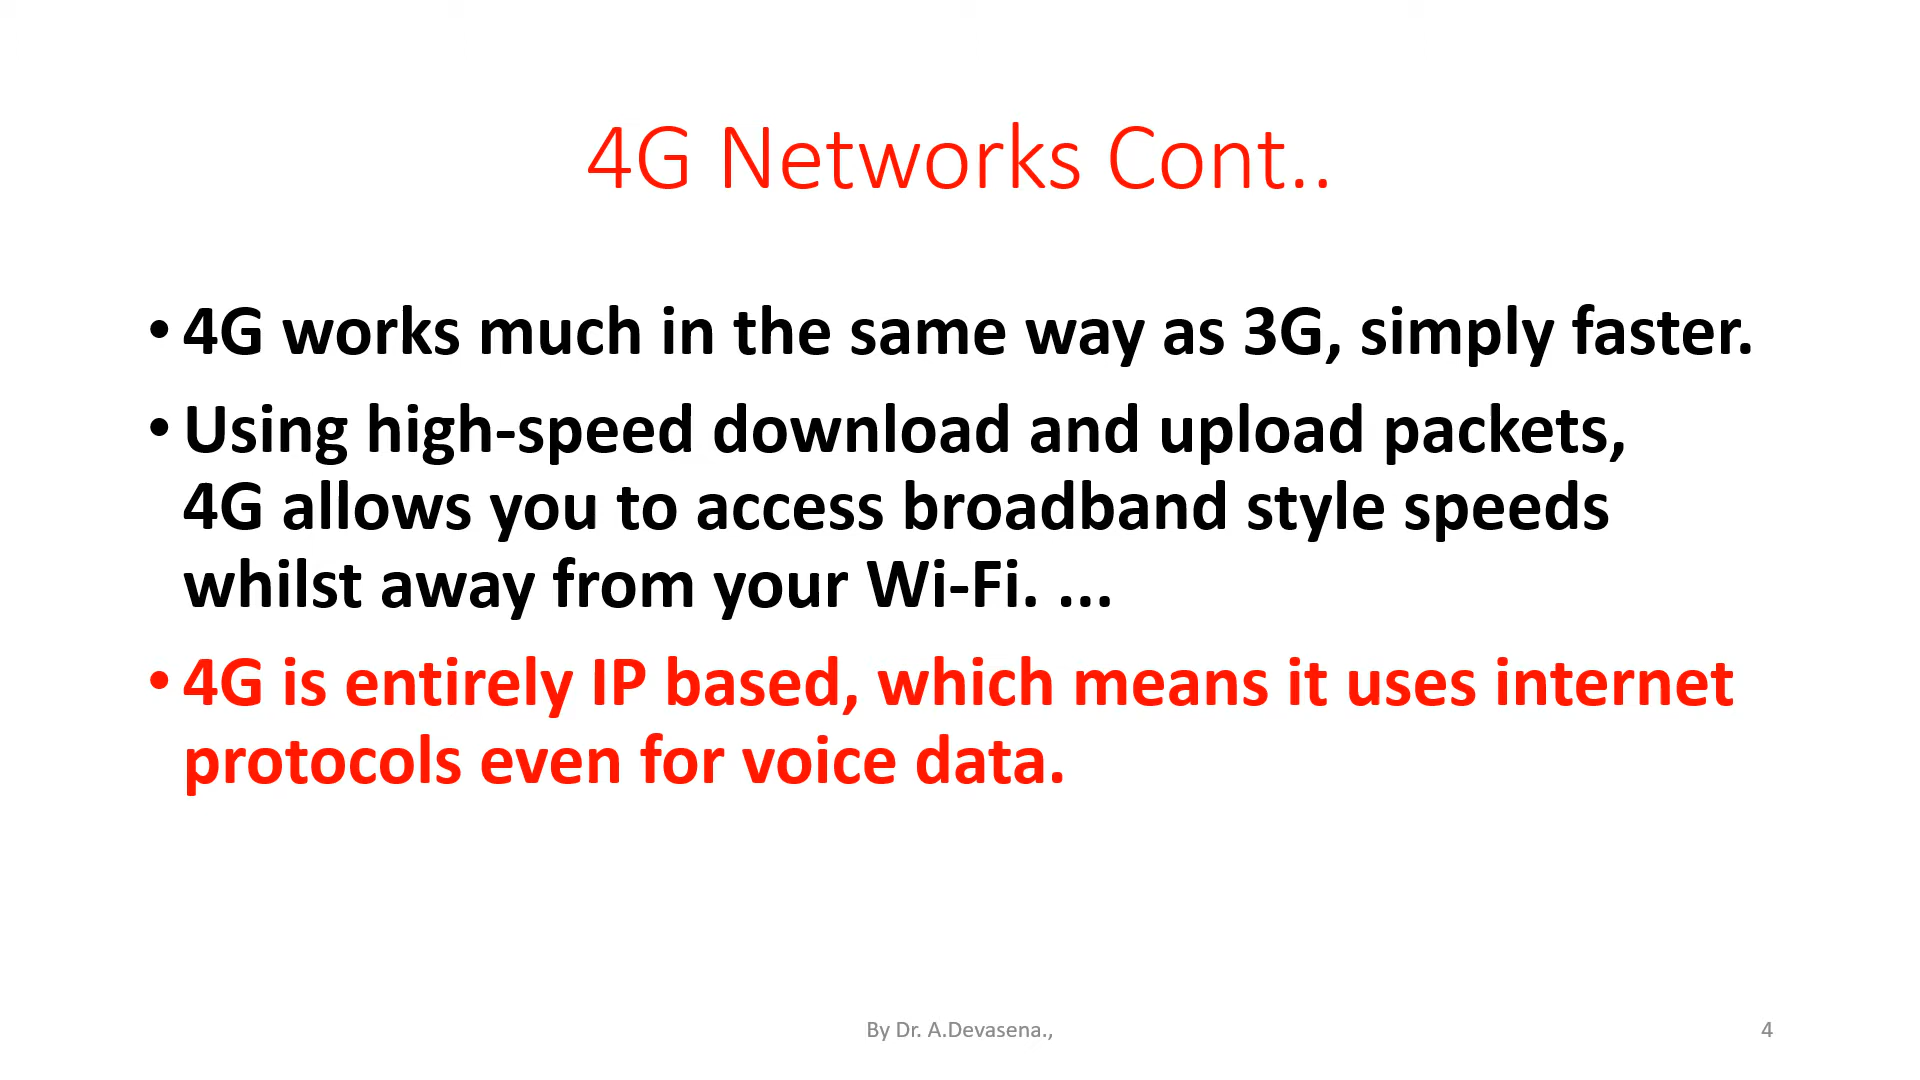 4G Networks Cont..
• 4G works much in the same way as 3G, simply faster.
• Using high-speed download and upload packets,
4G allows you to access broadband style speeds
whilst away from your Wi-Fi. ...
• 4G is entirely IP based, which means it uses internet
protocols even for voice data.
By Dr. A.Devasena.,
4